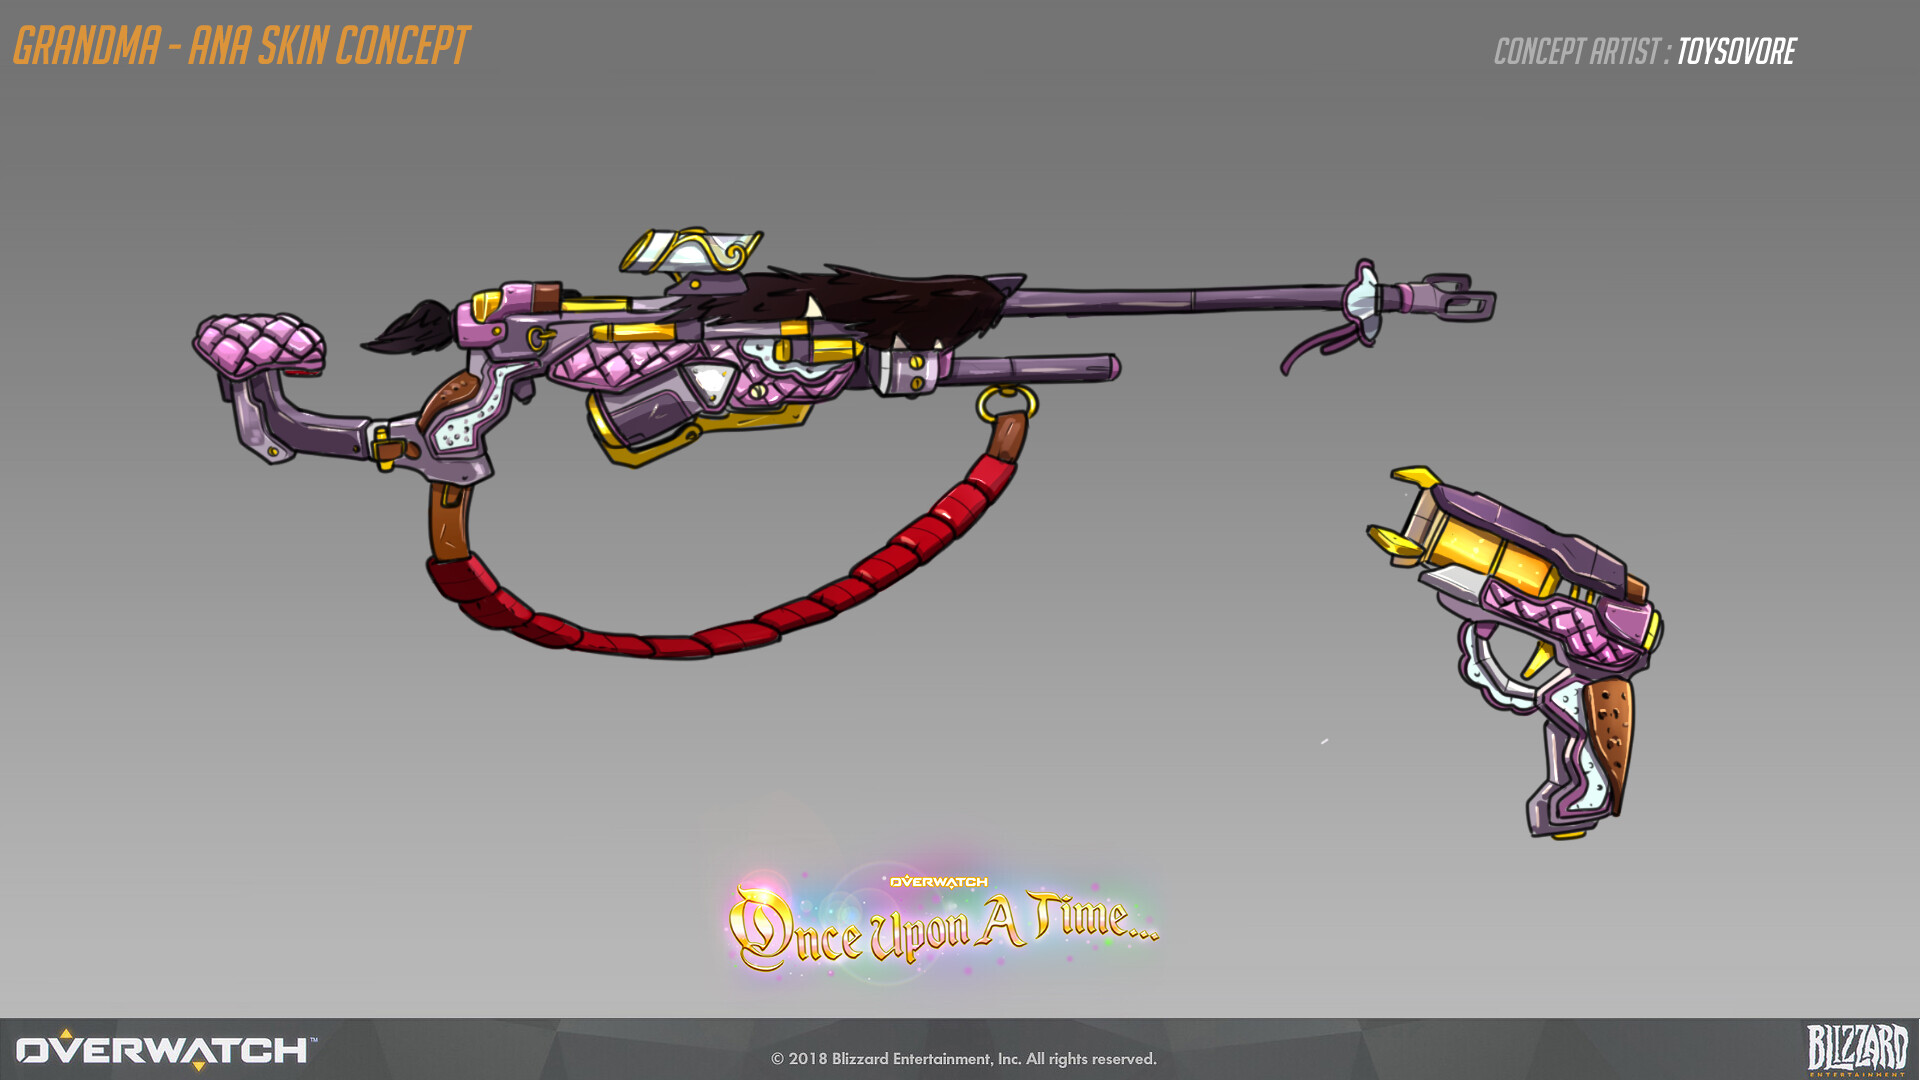 GRANDMA - ANA SKIN CONCEPT
CONCEPT ARTIST : TOYSOVORE
OVERWATCH
Once Upon A Time...
OVERWATCH™
© 2018 Blizzard Entertainment, Inc. All rights reserved.
BLIZZARD
ENTERTAINMENT